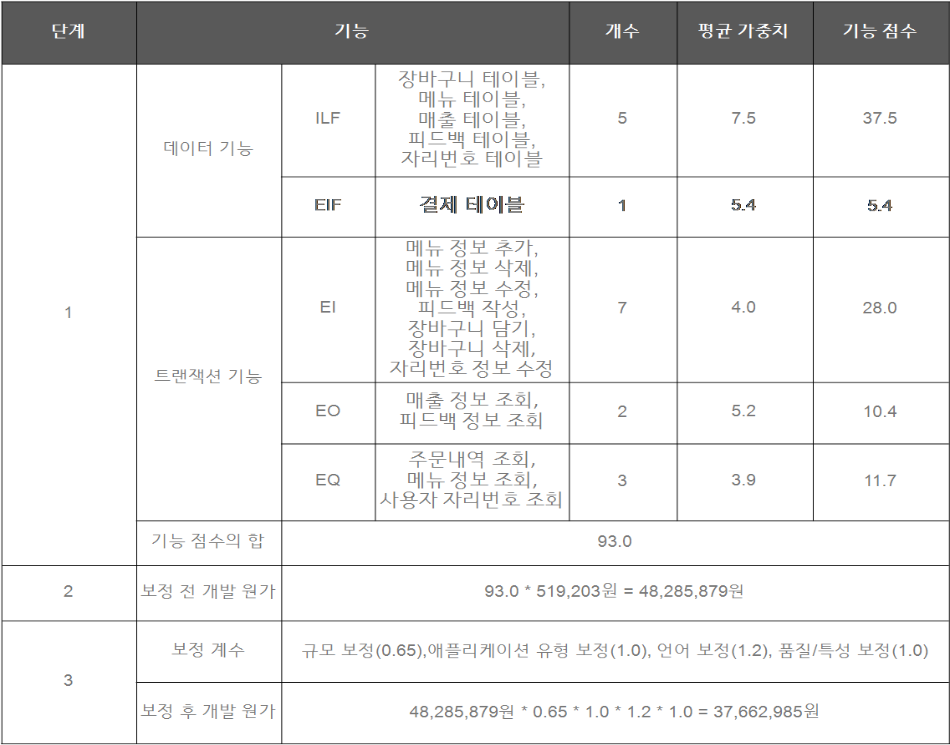 단계 기능 개수 평균 가중치 기능 점수
1
데이터 기능
ILF
장바구니 테이블,
메뉴 테이블,
매출 테이블,
피드백 테이블,
자리번호 테이블
5 7.5 37.5
EIF 결제 테이블 1 5.4 5.4
트랜잭션 기능
EI
메뉴 정보 추가,
메뉴 정보 삭제,
메뉴 정보 수정,
피드백 작성,
장바구니 담기,
장바구니 삭제,
자리번호 정보 수정
7 4.0 28.0
EO
매출 정보 조회,
피드백 정보 조회
2 5.2 10.4
EQ
주문내역 조회,
메뉴 정보 조회,
사용자 자리번호 조회
3 3.9 11.7
기능 점수의 합 93.0
2 보정 전 개발 원가 93.0 * 519,203원 = 48,285,879원
3
보정 계수 규모 보정(0.65),애플리케이션 유형 보정(1.0), 언어 보정(1.2), 품질/특성 보정(1.0)
보정 후 개발 원가 48,285,879원 * 0.65 * 1.0 * 1.2 * 1.0 = 37,662,985원